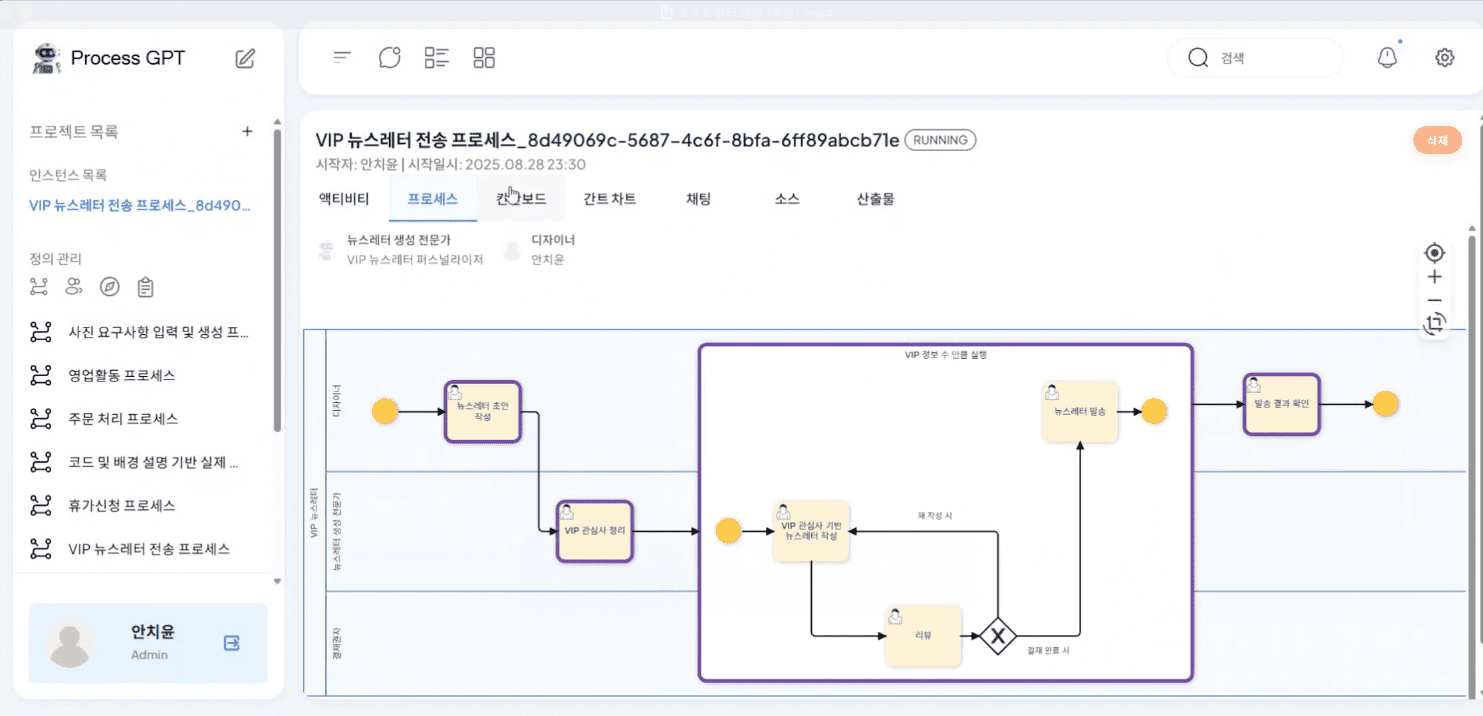 Process GPT
검색
프로젝트 목록
+
인스턴스 목록
VIP 뉴스레터 전송 프로세스_8d490...
정의 관리
사진 요구사항 입력 및 생성 프...
영업활동 프로세스
주문 처리 프로세스
코드 및 배경 설명 기반 실제 ...
휴가신청 프로세스
VIP 뉴스레터 전송 프로세스
안치윤
Admin
VIP 뉴스레터 전송 프로세스_8d49069c-5687-4c6f-8bfa-6ff89abcb71e RUNNING
삭제
시작자: 안치윤 | 시작일시: 2025.08.28 23:30
액티비티 프로세스 칸반보드 간트 차트 채팅 소스 산출물
뉴스레터 생성 전문가
VIP 뉴스레터 퍼스널라이저
디자이너
안치윤
VIP 뉴스레터
디자이너
뉴스레터 생성 전문가
결재권자
뉴스레터 초안
작성
VIP 관심사 정리
VIP 정보 수 만큼 실행
VIP 관심사 기반
뉴스레터 작성
재 작성 시
리뷰
X
결재 완료 시
뉴스레터 발송
발송 결과 확인